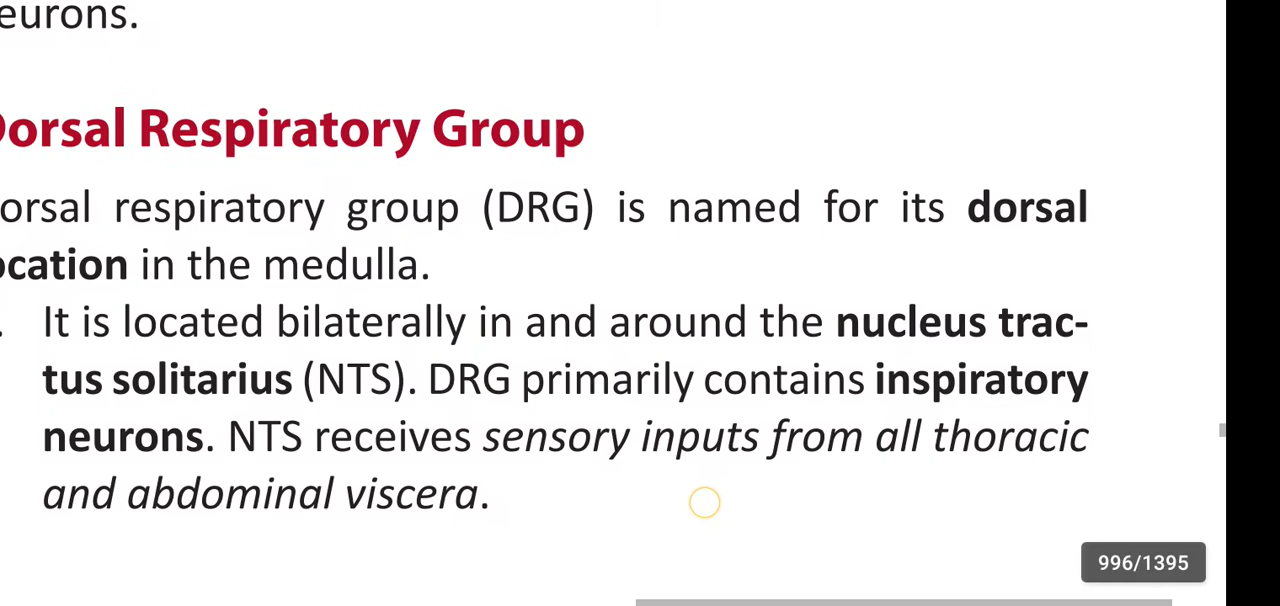 eurons.
Dorsal Respiratory Group
orsal respiratory group (DRG) is named for its dorsal
ocation in the medulla.
. It is located bilaterally in and around the nucleus trac-
tus solitarius (NTS). DRG primarily contains inspiratory
neurons. NTS receives sensory inputs from all thoracic
and abdominal viscera.
996/1395